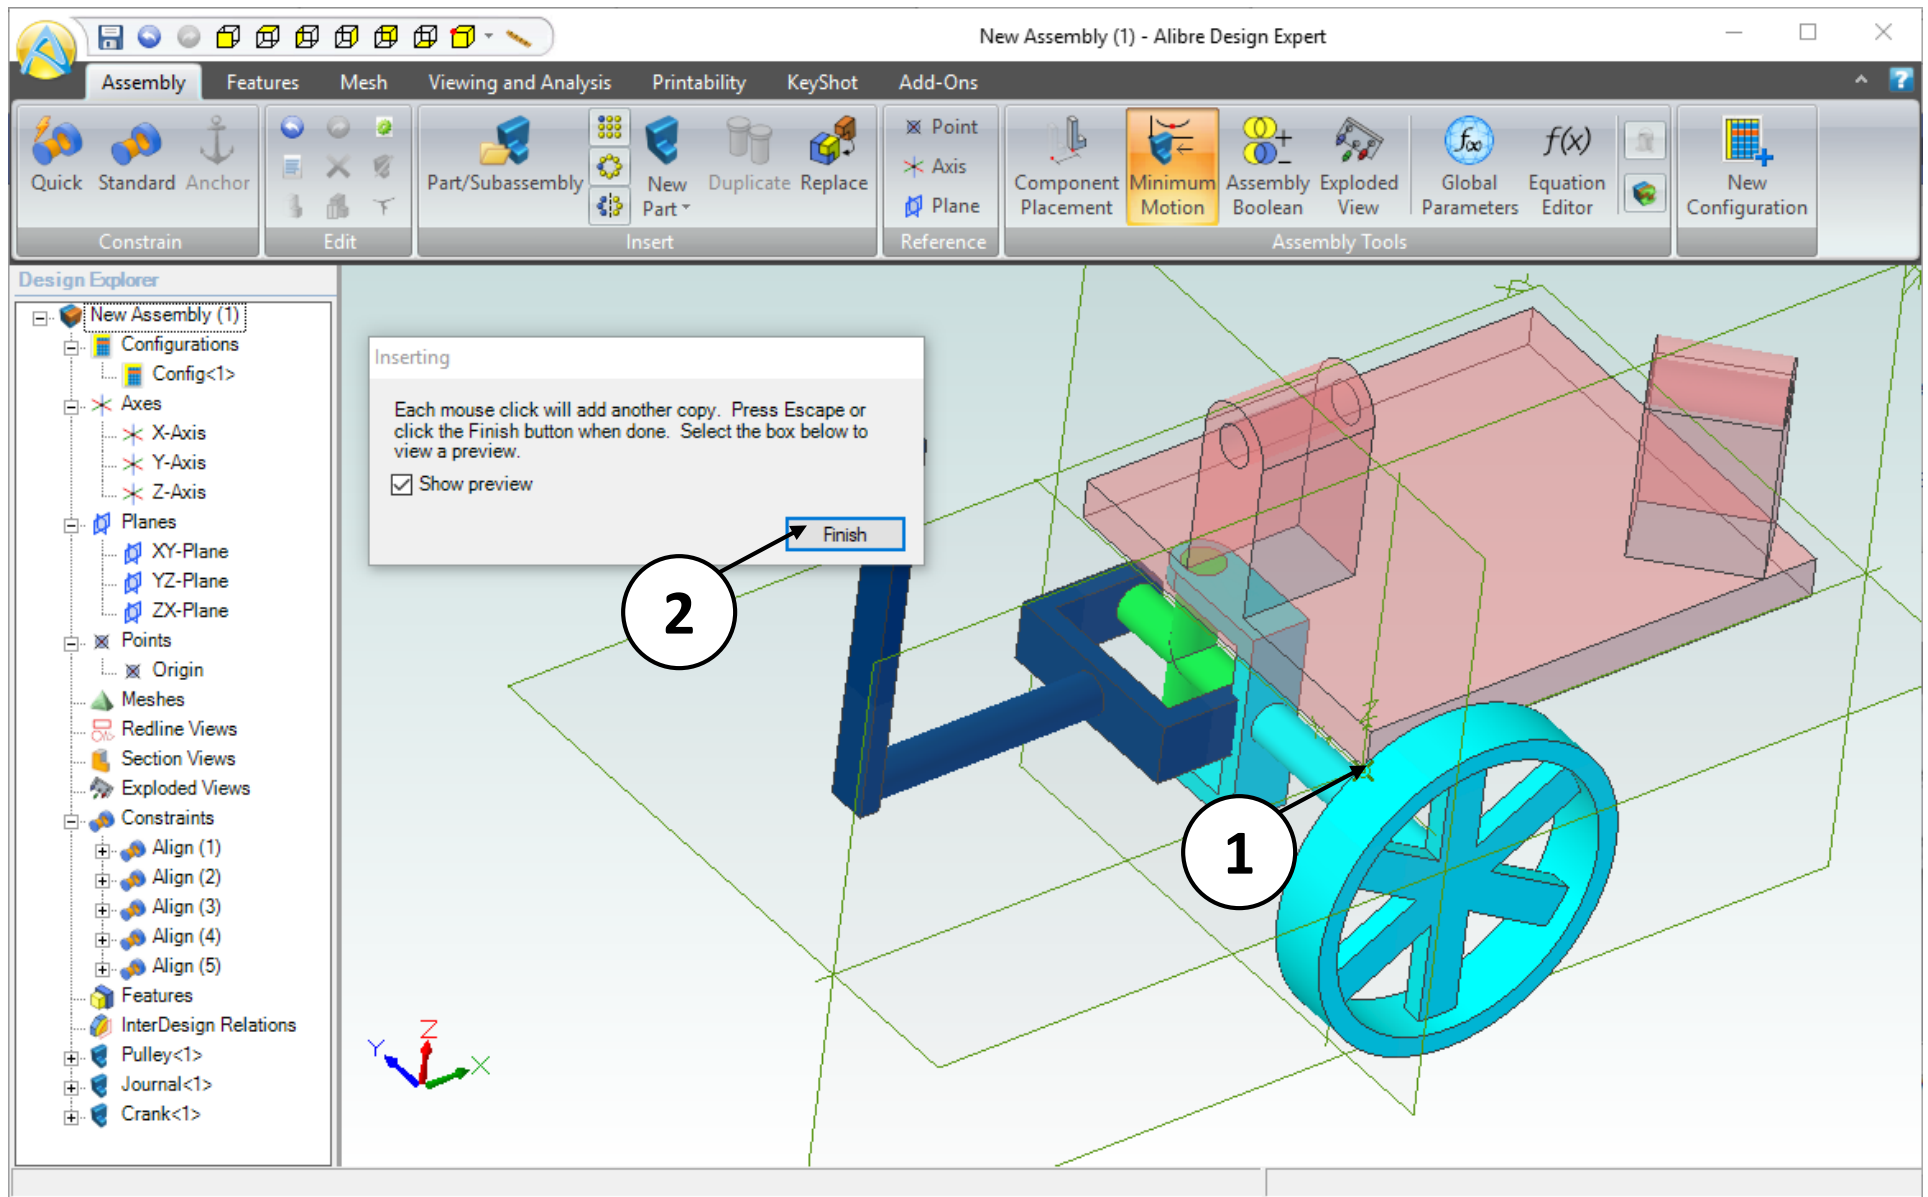 New Assembly (1) - Alibre Design Expert
Assembly Features Mesh Viewing and Analysis Printability KeyShot Add-Ons
Quick Standard Anchor
Constrain
Edit
Part/Subassembly
New
Part
Duplicate Replace
Insert
Point
Axis
Plane
Reference
Component
Placement
Minimum
Motion
Assembly
Boolean
Exploded
View
Global
Parameters
f(x)
Equation
Editor
Assembly Tools
New
Configuration
Design Explorer
New Assembly (1)
Configurations
Config<1>
Axes
X-Axis
Y-Axis
Z-Axis
Planes
XY-Plane
YZ-Plane
ZX-Plane
Points
Origin
Meshes
Redline Views
Section Views
Exploded Views
Constraints
Align (1)
Align (2)
Align (3)
Align (4)
Align (5)
Features
InterDesign Relations
Pulley<1>
Journal<1>
Crank<1>
Inserting
Each mouse click will add another copy. Press Escape or
click the Finish button when done. Select the box below to
view a preview.
Show preview
Finish
2
1
Z
Y
X